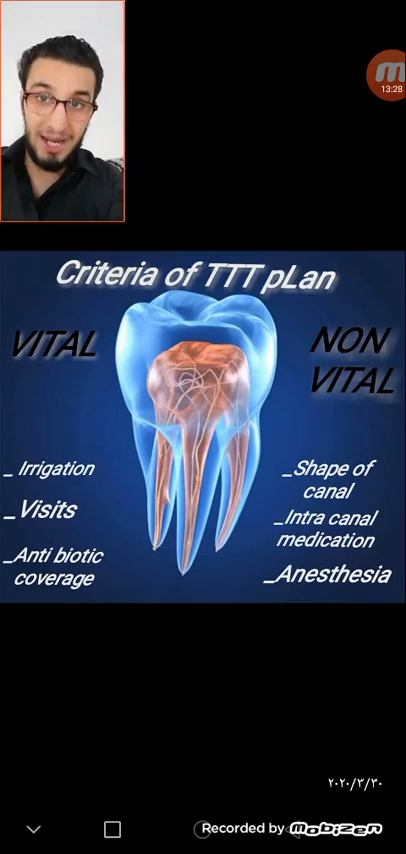 13:28
Criteria of TTT pLan
VITAL
NON
VITAL
_ Irrigation
_Visits
_Anti biotic
coverage
_Shape of
canal
_Intra canal
medication
_Anesthesia
٢٠٢٠/٣/٣٠
Recorded by mobizen